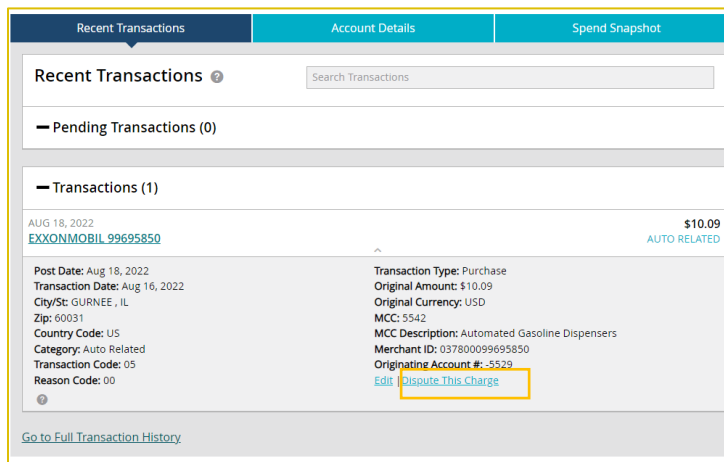 Recent Transactions
Account Details
Spend Snapshot
Recent Transactions ?
Search Transactions
Pending Transactions (0)
Transactions (1)
AUG 18, 2022
$10.09
EXXONMOBIL 99695850
AUTO RELATED
Post Date: Aug 18, 2022
Transaction Date: Aug 16, 2022
City/St: GURNEE , IL
Zip: 60031
Country Code: US
Category: Auto Related
Transaction Code: 05
Reason Code: 00
?
Transaction Type: Purchase
Original Amount: $10.09
Original Currency: USD
MCC: 5542
MCC Description: Automated Gasoline Dispensers
Merchant ID: 037800099695850
Originating Account #: -5529
Edit | Dispute This Charge
Go to Full Transaction History